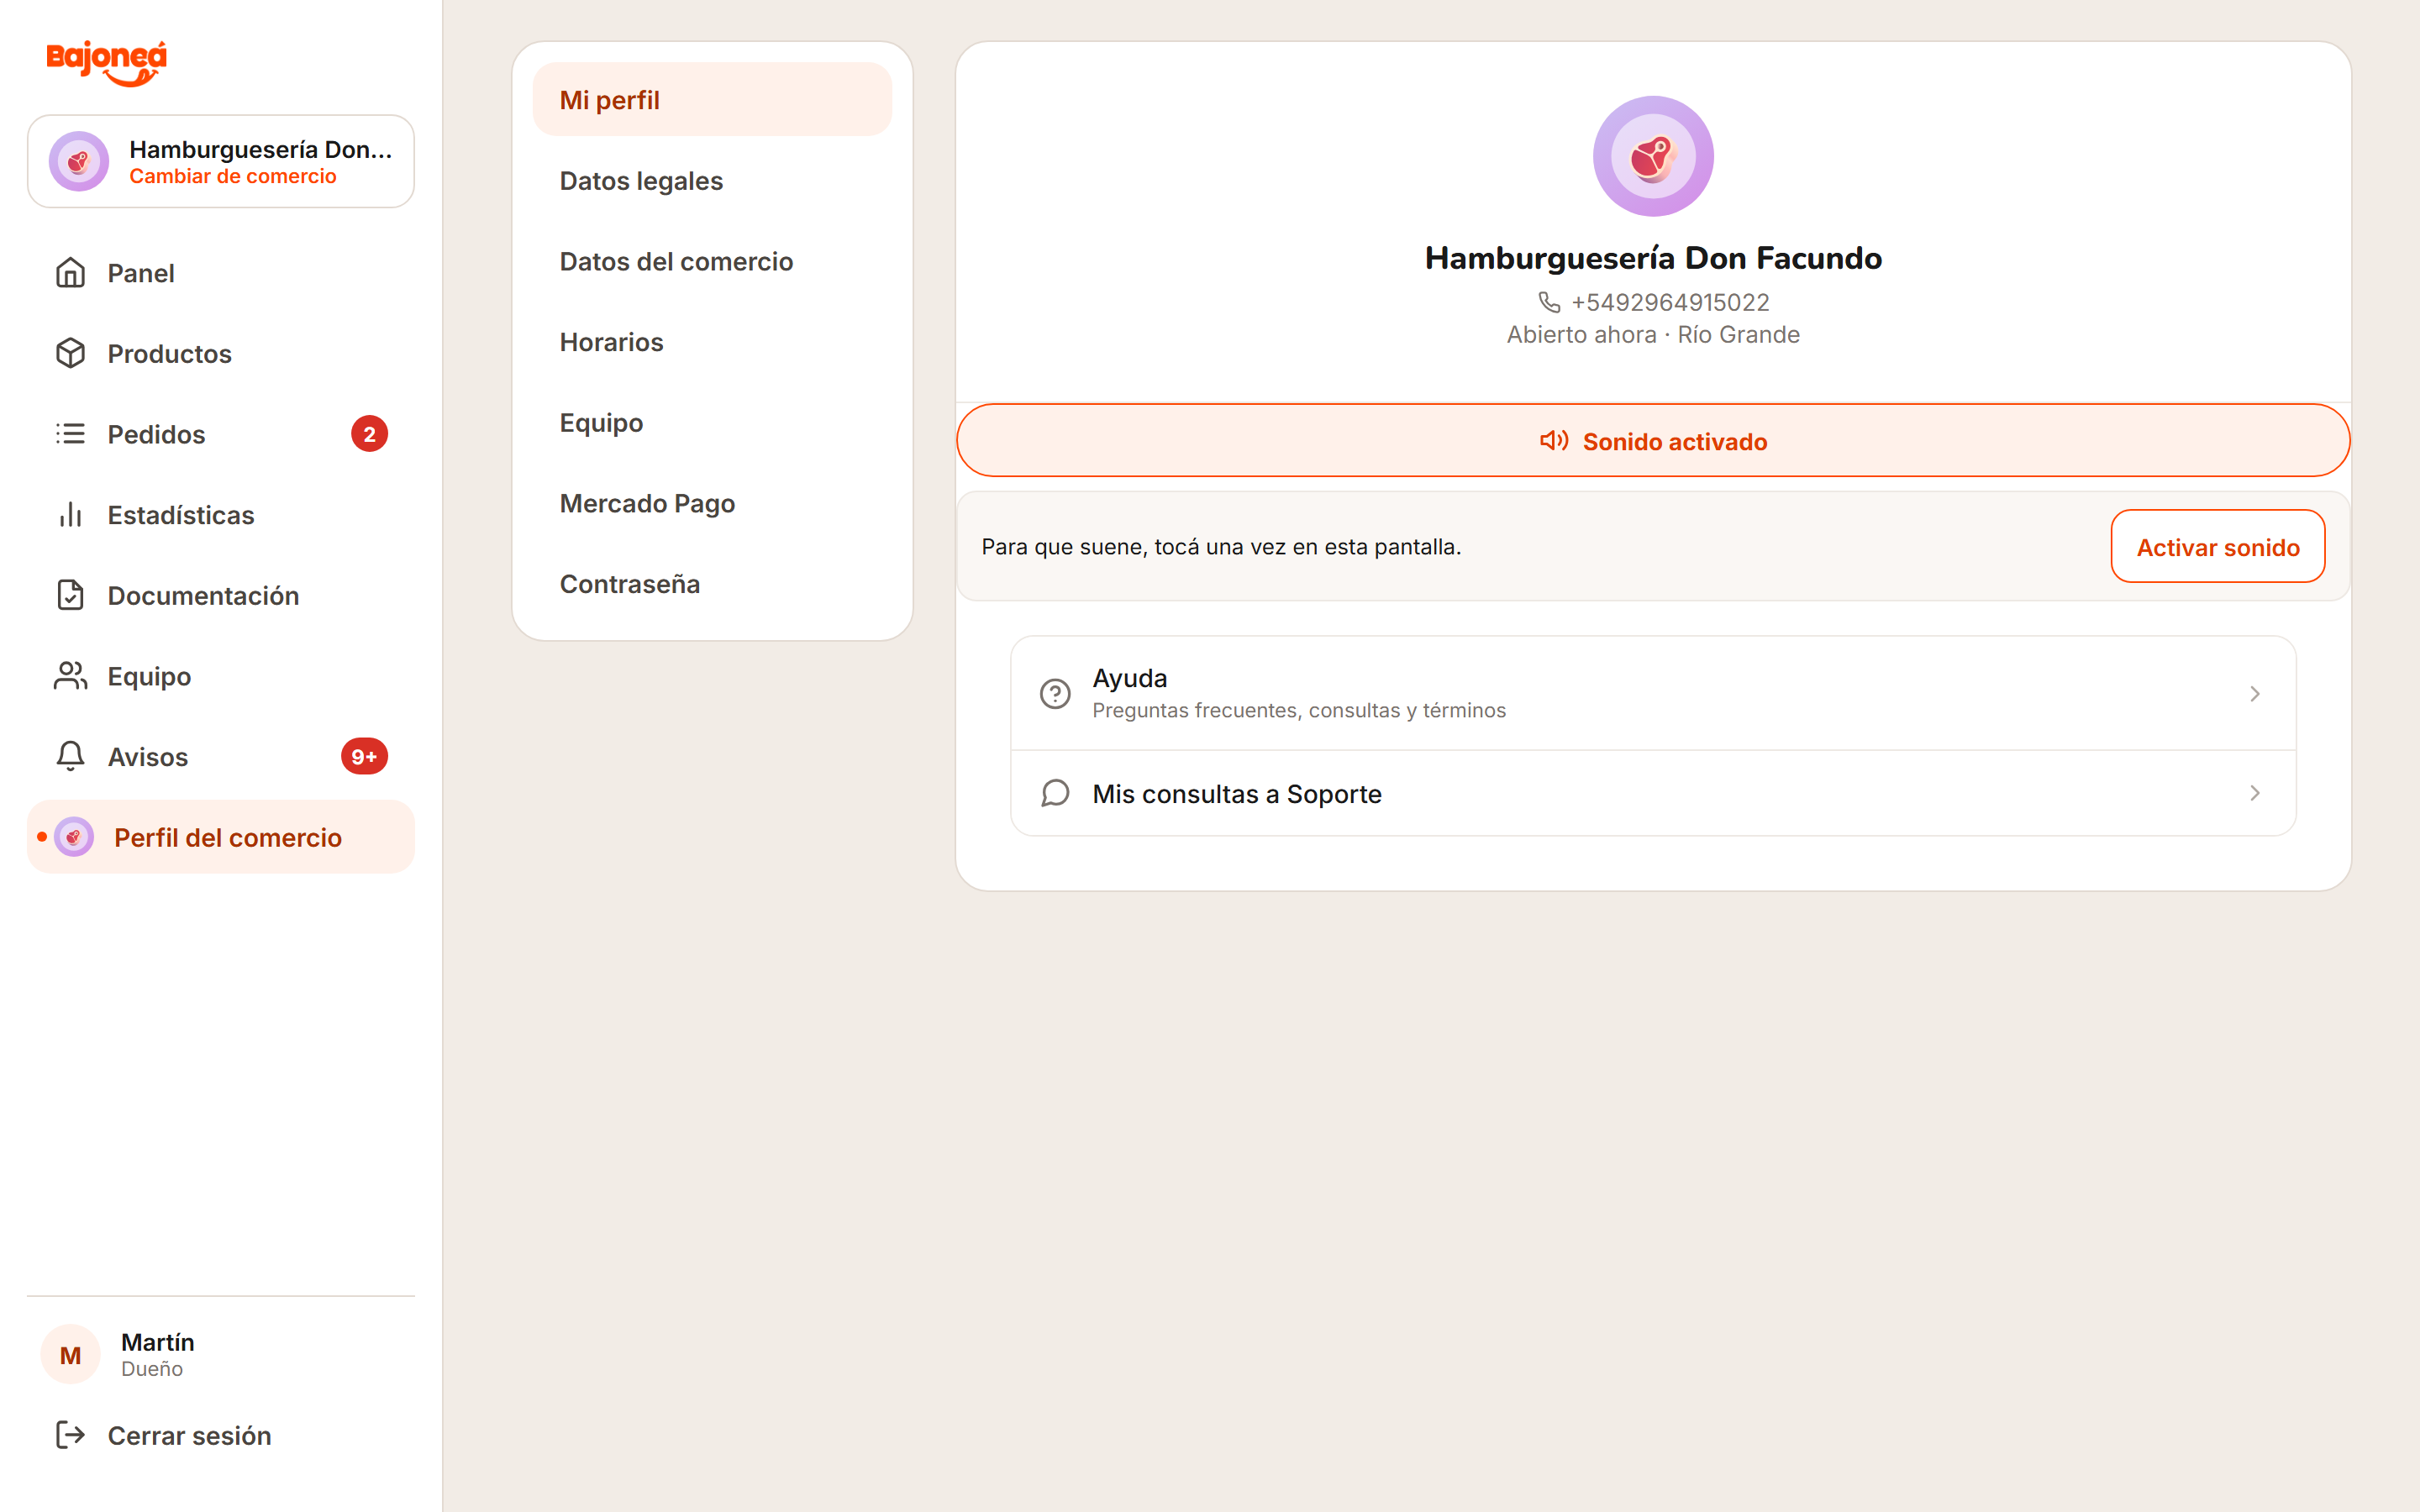 Bajoneá
Hamburguesería Don...
Cambiar de comercio
Panel
Productos
Pedidos 2
Estadísticas
Documentación
Equipo
Avisos 9+
Perfil del comercio
M
Martín
Dueño
Cerrar sesión
Mi perfil
Datos legales
Datos del comercio
Horarios
Equipo
Mercado Pago
Contraseña
Hamburguesería Don Facundo
+5492964915022
Abierto ahora · Río Grande
Sonido activado
Para que suene, tocá una vez en esta pantalla.
Activar sonido
Ayuda
Preguntas frecuentes, consultas y términos
Mis consultas a Soporte